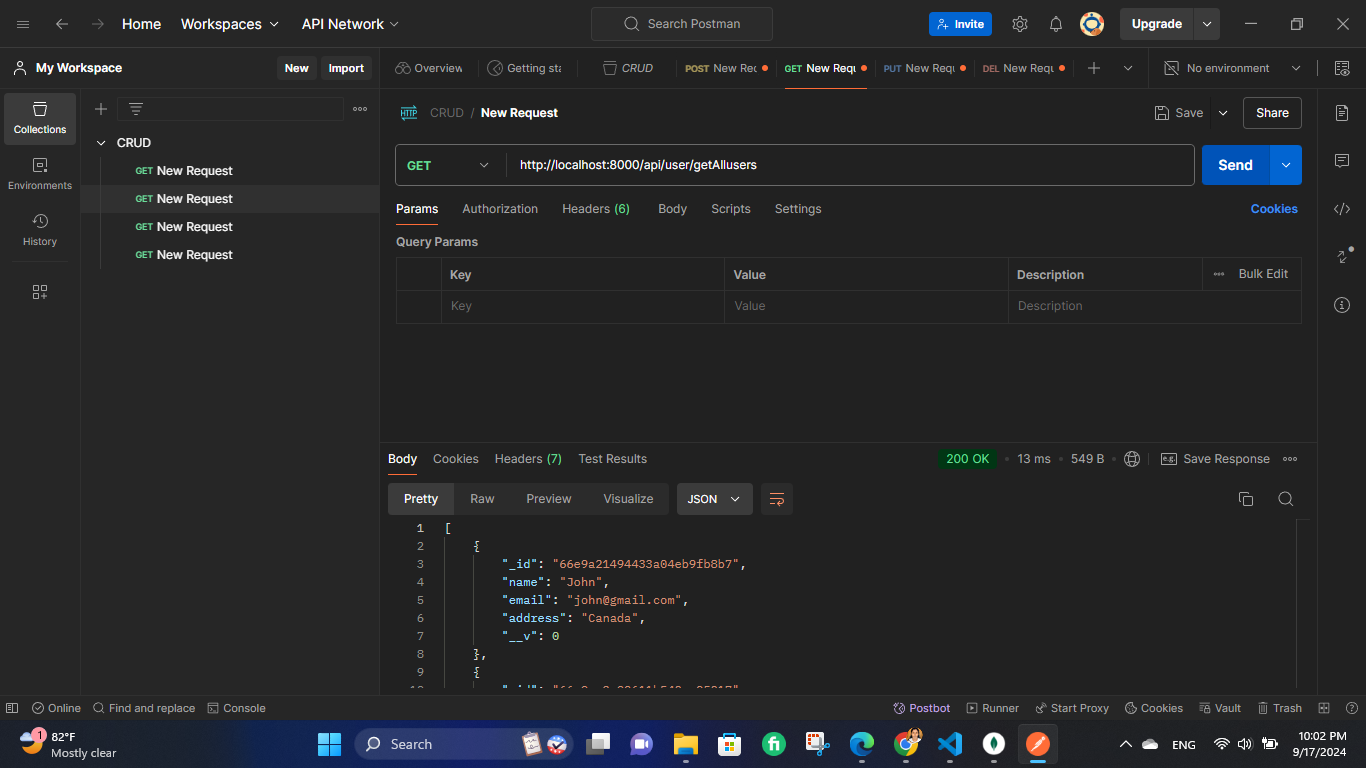 Home Workspaces API Network Search Postman Invite Upgrade
My Workspace New Import Overview Getting sta CRUD POST New Rec GET New Requ PUT New Requ DEL New Requ No environment
Collections
Environments
History
CRUD
GET New Request
GET New Request
GET New Request
GET New Request
HTTP CRUD / New Request Save Share
GET http://localhost:8000/api/user/getAllusers Send
Params Authorization Headers (6) Body Scripts Settings Cookies
Query Params
Key Value Description Bulk Edit
Key Value Description
Body Cookies Headers (7) Test Results 200 OK 13 ms 549 B e.g. Save Response
Pretty Raw Preview Visualize JSON
1 [
2 {
3 "_id": "66e9a21494433a04eb9fb8b7",
4 "name": "John",
5 "email": "john@gmail.com",
6 "address": "Canada",
7 "__v": 0
8 },
9 {
Online Find and replace Console Postbot Runner Start Proxy Cookies Vault Trash
1 82°F
Mostly clear
Search
fi
ENG
10:02 PM
9/17/2024